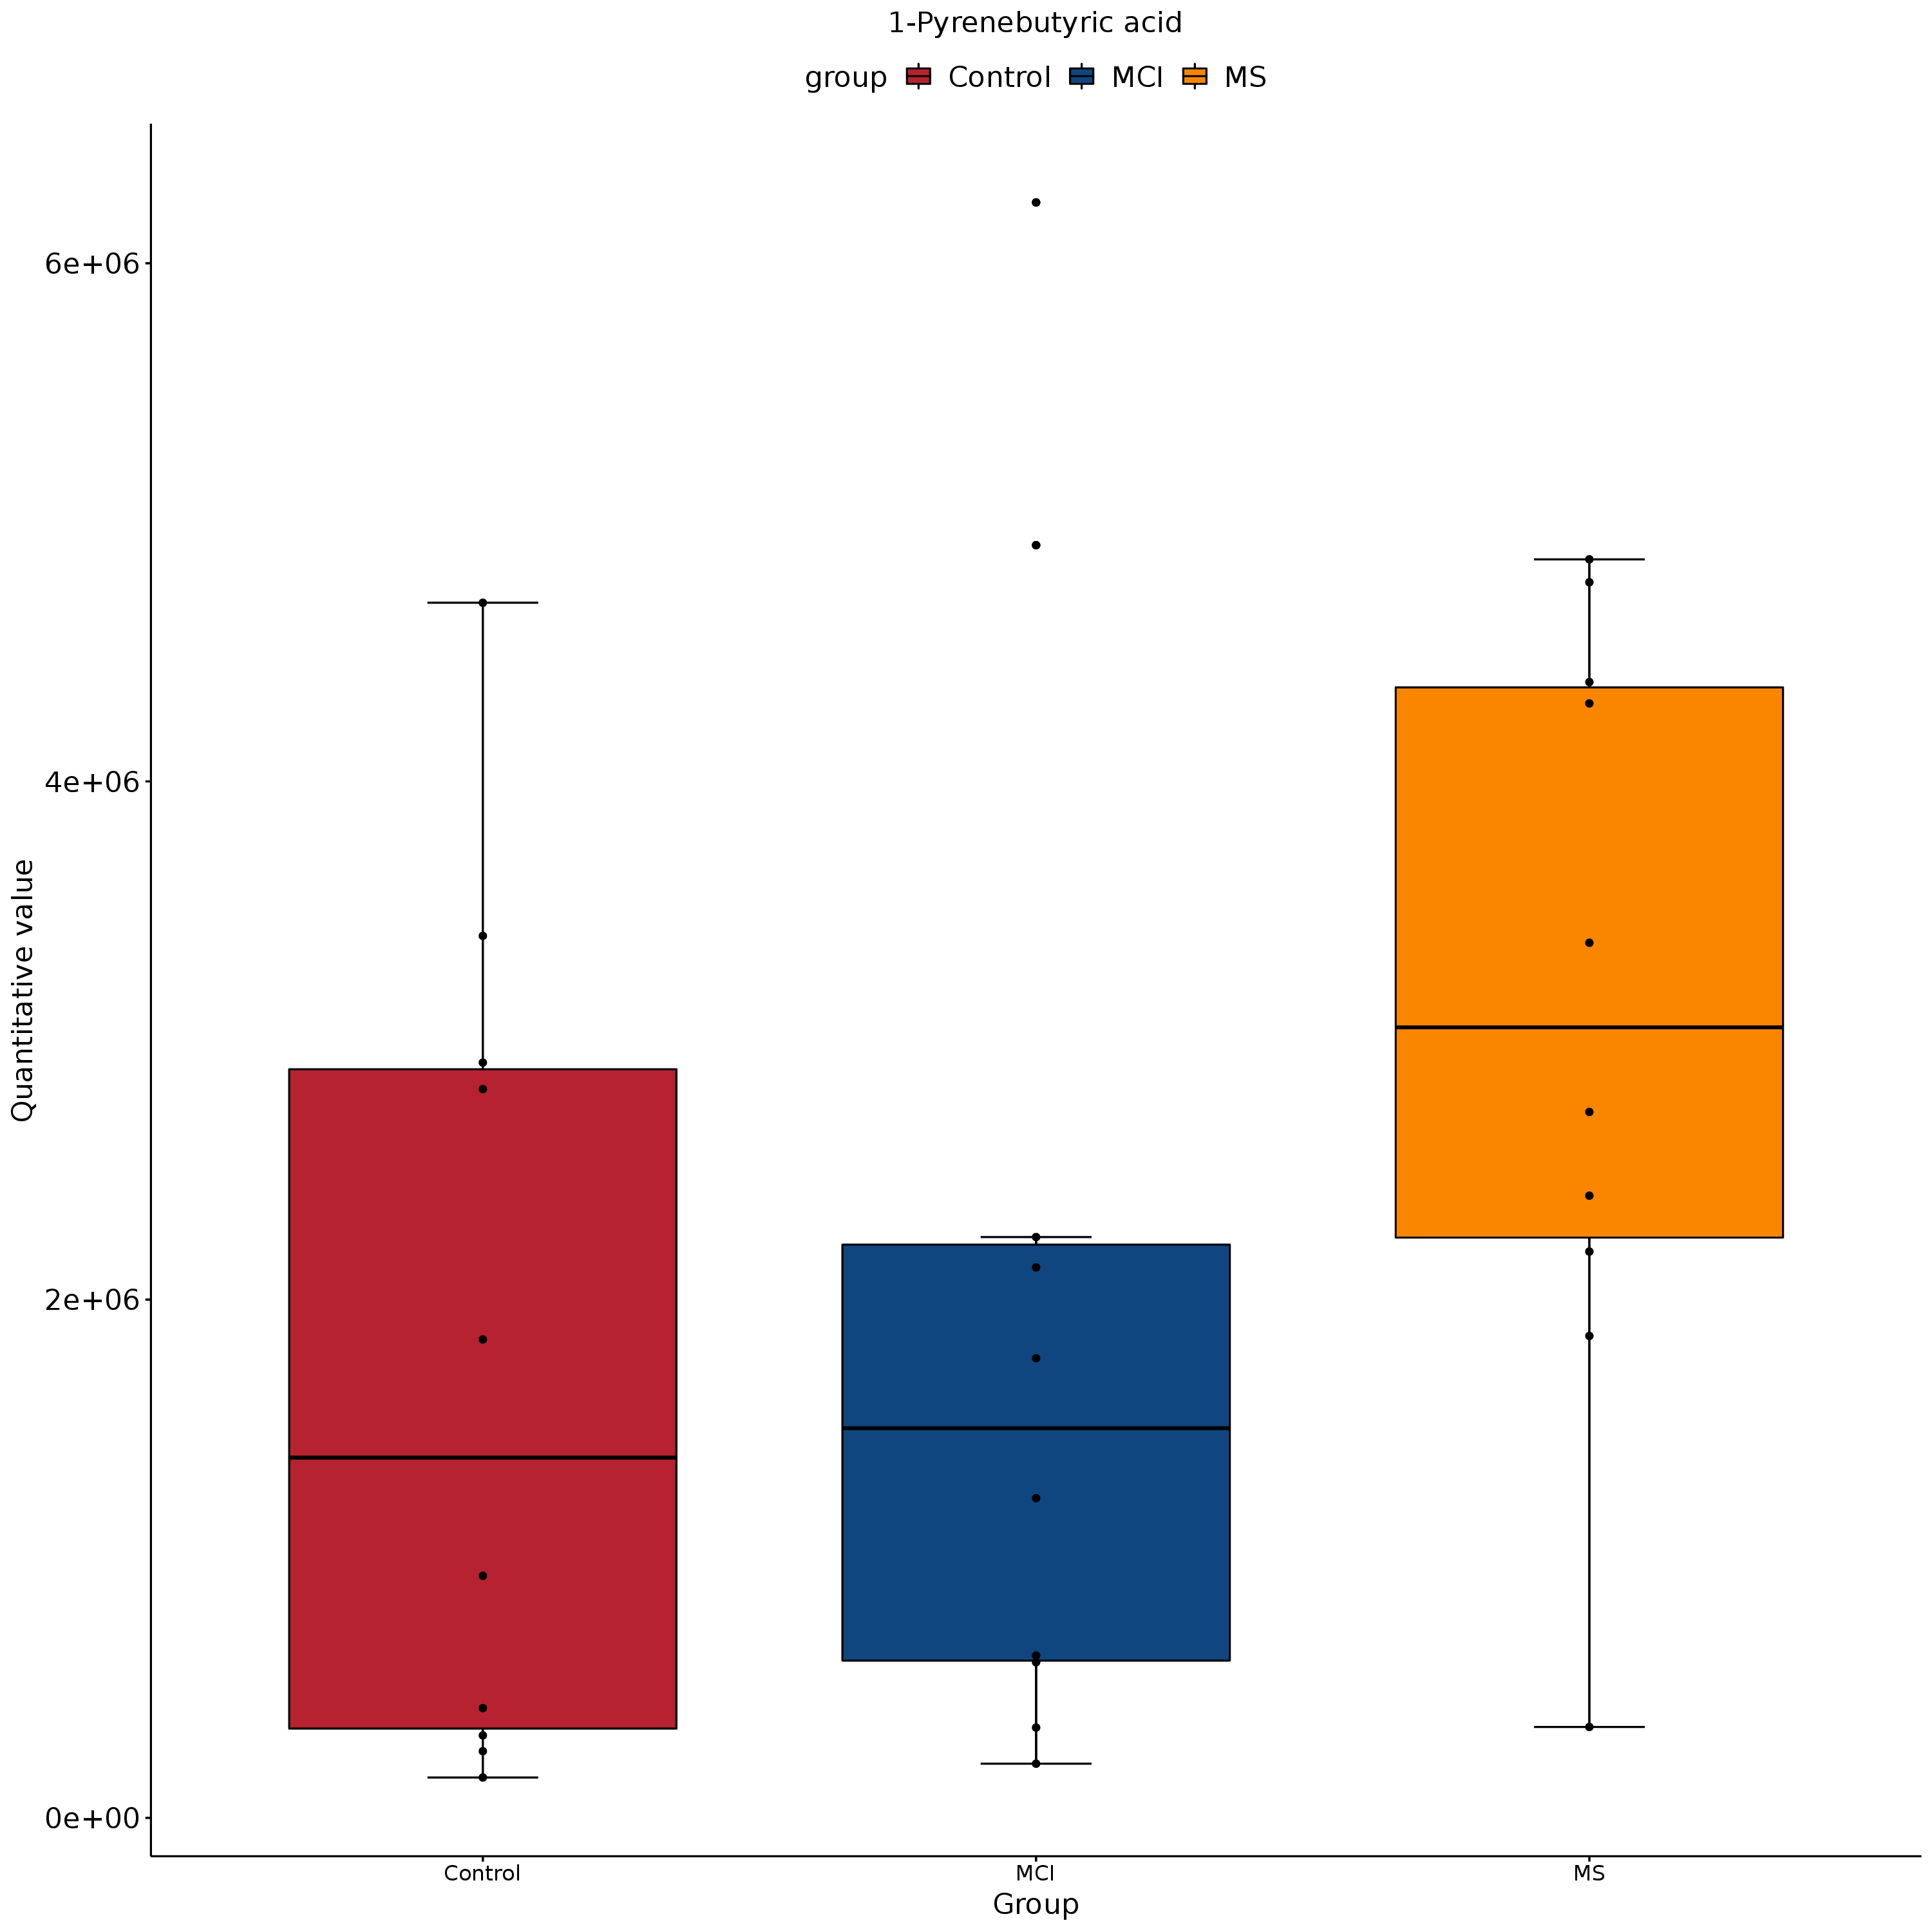 1-Pyrenebutyric acid
group Control MCI MS
6e+06
4e+06
2e+06
0e+00
Quantitative value
Control MCI MS
Group